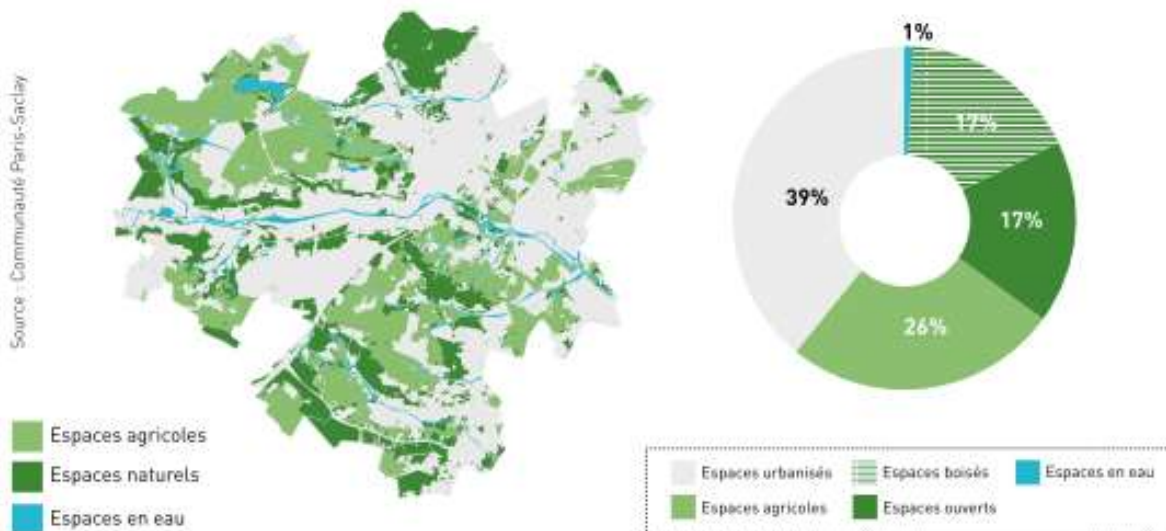 Source : Communauté Paris-Saclay
Espaces agricoles
Espaces naturels
Espaces en eau
1%
17%
17%
26%
39%
Espaces urbanisés
Espaces boisés
Espaces en eau
Espaces agricoles
Espaces ouverts